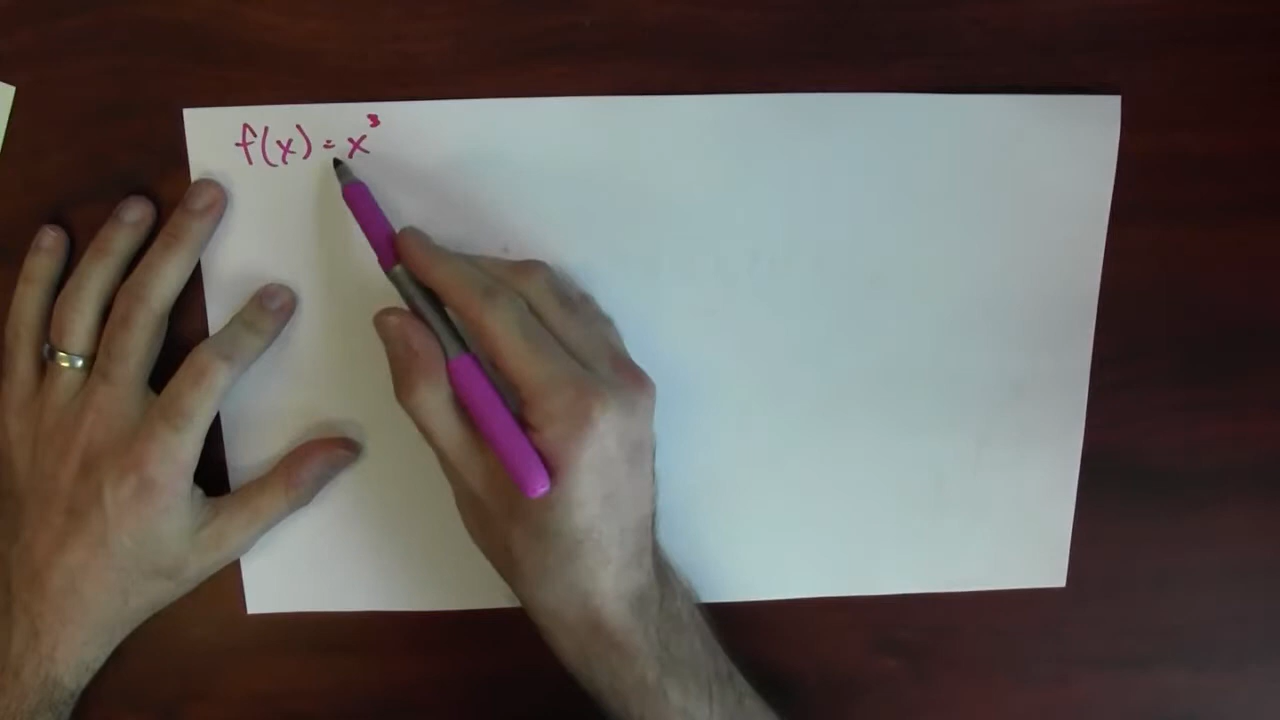 f(x) = x³